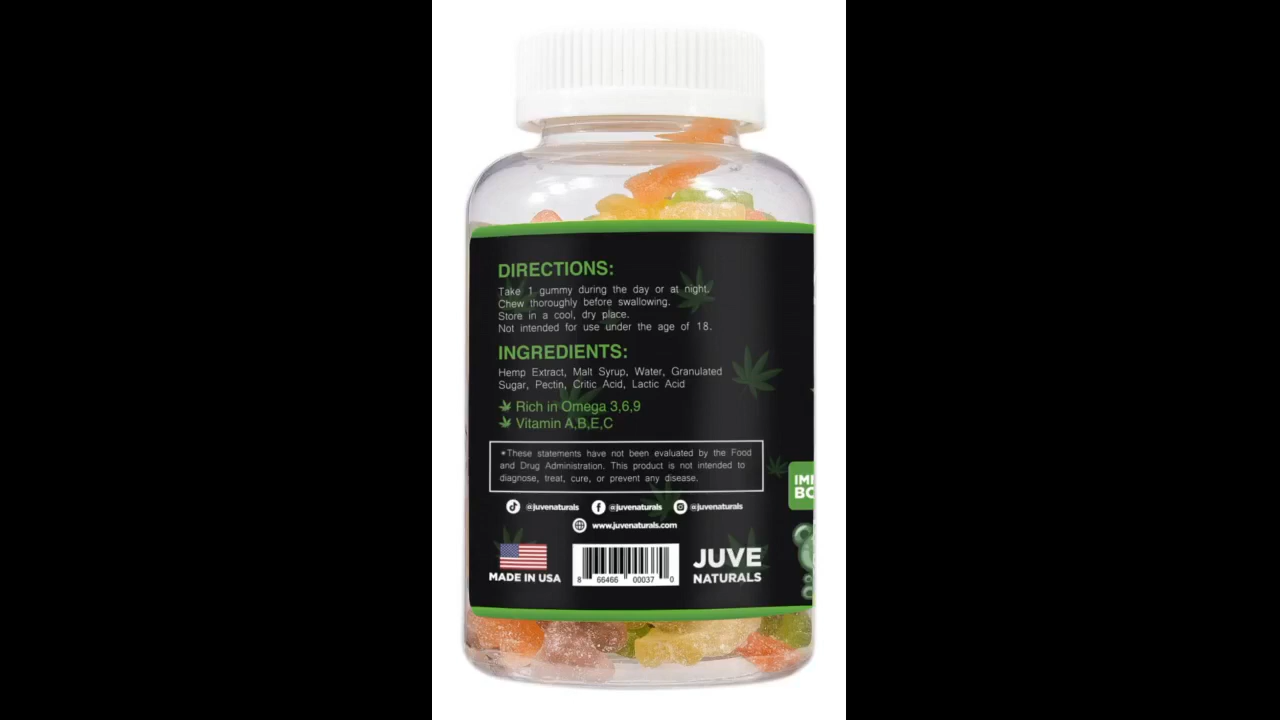 DIRECTIONS:
Take 1 gummy during the day or at night.
Chew thoroughly before swallowing.
Store in a cool, dry place.
Not intended for use under the age of 18.
INGREDIENTS:
Hemp Extract, Malt Syrup, Water, Granulated
Sugar, Pectin, Critic Acid, Lactic Acid
Rich in Omega 3,6,9
Vitamin A,B,E,C
*These statements have not been evaluated by the Food
and Drug Administration. This product is not intended to
diagnose, treat, cure, or prevent any disease.
@juvenaturals @juvenaturals @juvenaturals
www.juvenaturals.com
MADE IN USA
8 66466 00037 0
JUVE
NATURALS